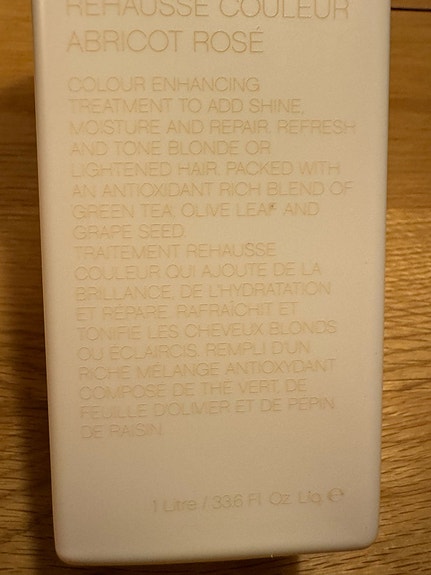 REHAUSSE COULEUR
ABRICOT ROSÉ
COLOUR ENHANCING
TREATMENT TO ADD SHINE,
MOISTURE AND REPAIR. REFRESH
AND TONE BLONDE OR
LIGHTENED HAIR. PACKED WITH
AN ANTIOXIDANT RICH BLEND OF
GREEN TEA, OLIVE LEAF AND
GRAPE SEED.
TRAITEMENT REHAUSSE
COULEUR QUI AJOUTE DE LA
BRILLANCE, DE L'HYDRATATION
ET RÉPARE. RAFRAÎCHIT ET
TONIFIE LES CHEVEUX BLONDS
OU ÉCLAIRCIS. REMPLI D'UN
RICHE MÉLANGE ANTIOXYDANT
COMPOSÉ DE THÉ VERT, DE
FEUILLE D'OLIVIER ET DE PÉPIN
DE RAISIN.
1 Litre / 33.6 Fl. Oz. Liq. ℮